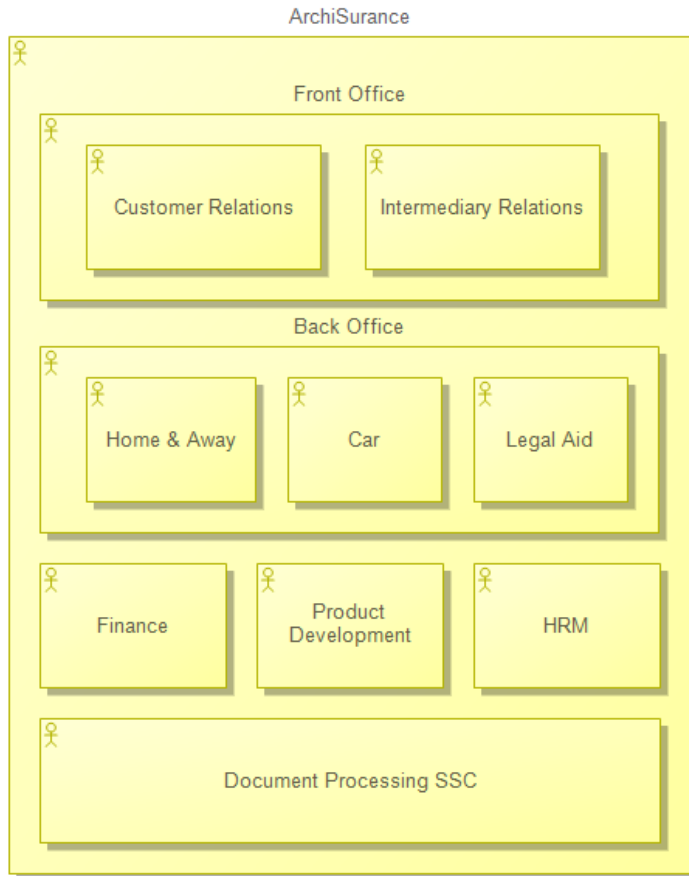 ArchiSurance
Front Office
Customer Relations
Intermediary Relations
Back Office
Home & Away
Car
Legal Aid
Finance
Product
Development
HRM
Document Processing SSC